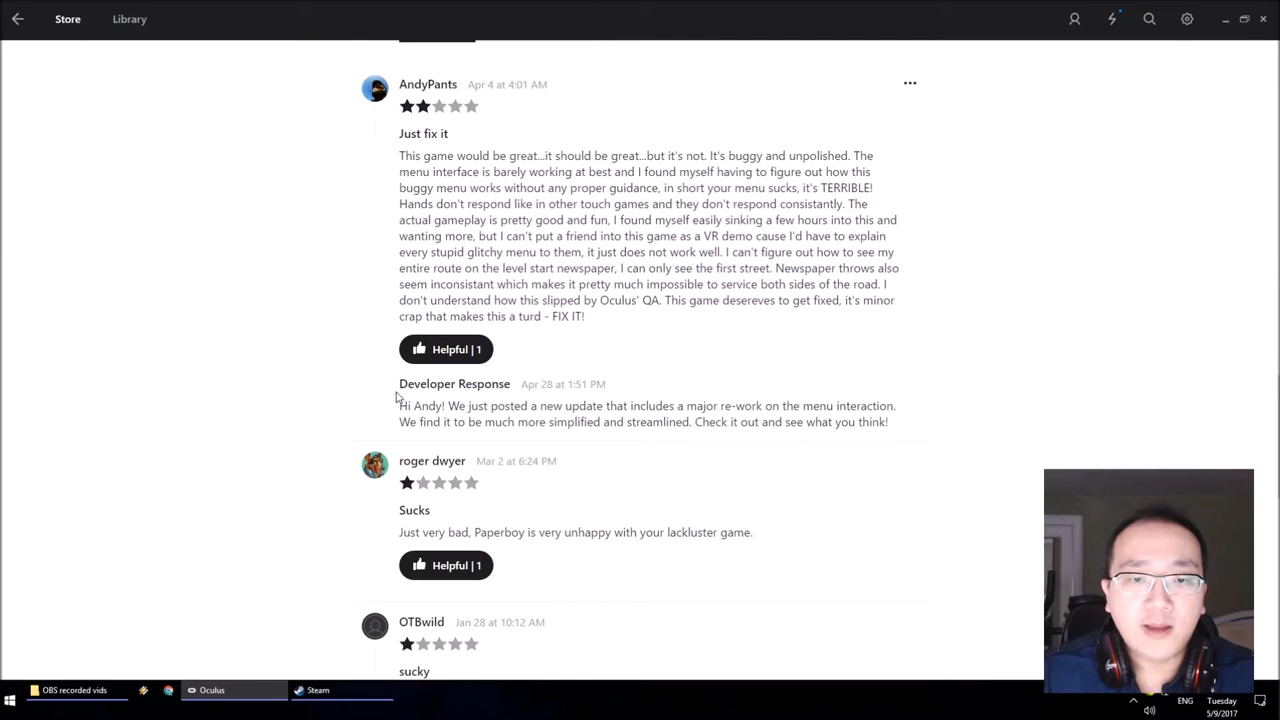 Store
Library
AndyPants Apr 4 at 4:01 AM
Just fix it
This game would be great...it should be great...but it's not. It's buggy and unpolished. The
menu interface is barely working at best and I found myself having to figure out how this
buggy menu works without any proper guidance, in short your menu sucks, it's TERRIBLE!
Hands don't respond like in other touch games and they don't respond consistantly. The
actual gameplay is pretty good and fun, I found myself easily sinking a few hours into this and
wanting more, but I can't put a friend into this game as a VR demo cause I'd have to explain
every stupid glitchy menu to them, it just does not work well. I can't figure out how to see my
entire route on the level start newspaper, I can only see the first street. Newspaper throws also
seem inconsistant which makes it pretty much impossible to service both sides of the road. I
don't understand how this slipped by Oculus' QA. This game desereves to get fixed, it's minor
crap that makes this a turd - FIX IT!
Helpful | 1
Developer Response Apr 28 at 1:51 PM
Hi Andy! We just posted a new update that includes a major re-work on the menu interaction.
We find it to be much more simplified and streamlined. Check it out and see what you think!
roger dwyer Mar 2 at 6:24 PM
Sucks
Just very bad, Paperboy is very unhappy with your lackluster game.
Helpful | 1
OTBwild Jan 28 at 10:12 AM
sucky
OBS recorded vids
Oculus
Steam
ENG
Tuesday
5/9/2017